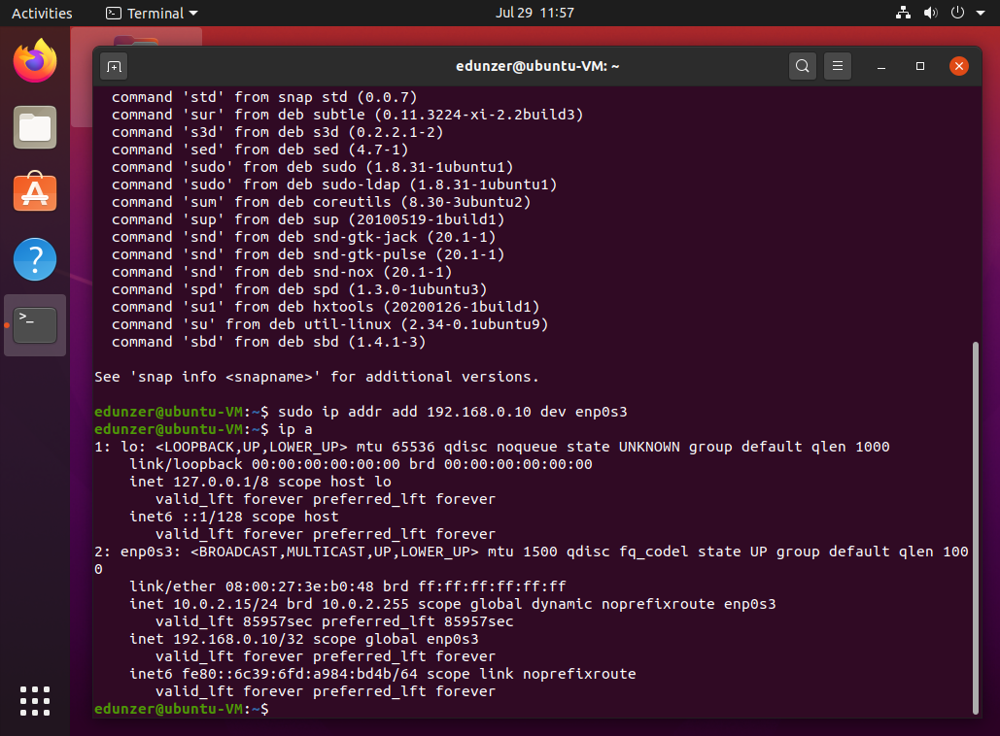 Activities
Terminal
Jul 29 11:57
edunzer@ubuntu-VM: ~
command 'std' from snap std (0.0.7)
command 'sur' from deb subtle (0.11.3224-xi-2.2build3)
command 's3d' from deb s3d (0.2.2.1-2)
command 'sed' from deb sed (4.7-1)
command 'sudo' from deb sudo (1.8.31-1ubuntu1)
command 'sudo' from deb sudo-ldap (1.8.31-1ubuntu1)
command 'sum' from deb coreutils (8.30-3ubuntu2)
command 'sup' from deb sup (20100519-1build1)
command 'snd' from deb snd-gtk-jack (20.1-1)
command 'snd' from deb snd-gtk-pulse (20.1-1)
command 'snd' from deb snd-nox (20.1-1)
command 'spd' from deb spd (1.3.0-1ubuntu3)
command 'su1' from deb hxtools (20200126-1build1)
command 'su' from deb util-linux (2.34-0.1ubuntu9)
command 'sbd' from deb sbd (1.4.1-3)
See 'snap info <snapname>' for additional versions.
edunzer@ubuntu-VM:~$ sudo ip addr add 192.168.0.10 dev enp0s3
edunzer@ubuntu-VM:~$ ip a
1: lo: <LOOPBACK,UP,LOWER_UP> mtu 65536 qdisc noqueue state UNKNOWN group default qlen 1000
link/loopback 00:00:00:00:00:00 brd 00:00:00:00:00:00
inet 127.0.0.1/8 scope host lo
valid_lft forever preferred_lft forever
inet6 ::1/128 scope host
valid_lft forever preferred_lft forever
2: enp0s3: <BROADCAST,MULTICAST,UP,LOWER_UP> mtu 1500 qdisc fq_codel state UP group default qlen 100
0
link/ether 08:00:27:3e:b0:48 brd ff:ff:ff:ff:ff:ff
inet 10.0.2.15/24 brd 10.0.2.255 scope global dynamic noprefixroute enp0s3
valid_lft 85957sec preferred_lft 85957sec
inet 192.168.0.10/32 scope global enp0s3
valid_lft forever preferred_lft forever
inet6 fe80::6c39:6fd:a984:bd4b/64 scope link noprefixroute
valid_lft forever preferred_lft forever
edunzer@ubuntu-VM:~$